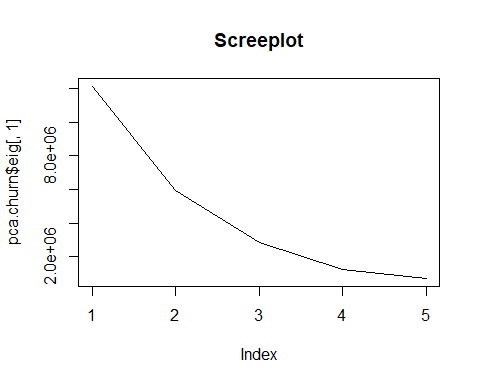 Screeplot
pca.churn$eig[, 1]
8.0e+06
2.0e+06
1 2 3 4 5
Index